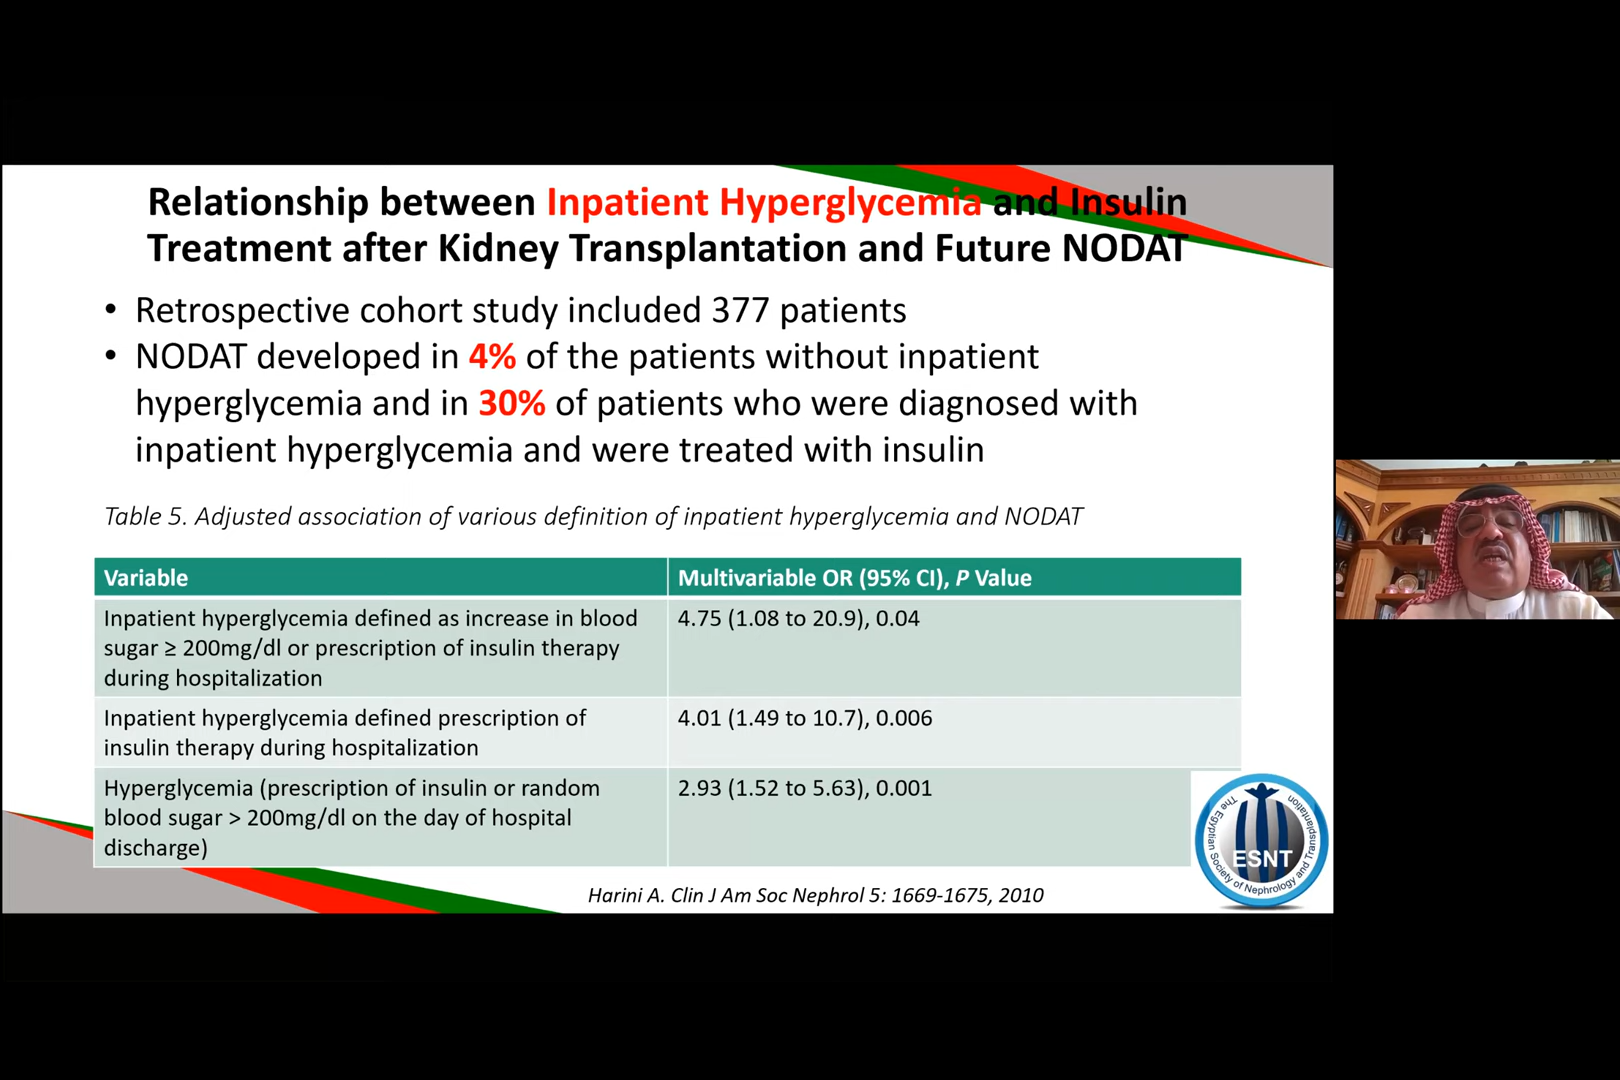 Relationship between Inpatient Hyperglycemia and Insulin
Treatment after Kidney Transplantation and Future NODAT
• Retrospective cohort study included 377 patients
• NODAT developed in 4% of the patients without inpatient
hyperglycemia and in 30% of patients who were diagnosed with
inpatient hyperglycemia and were treated with insulin
Table 5. Adjusted association of various definition of inpatient hyperglycemia and NODAT
Variable
Multivariable OR (95% CI), P Value
Inpatient hyperglycemia defined as increase in blood
sugar ≥ 200mg/dl or prescription of insulin therapy
during hospitalization
4.75 (1.08 to 20.9), 0.04
Inpatient hyperglycemia defined prescription of
insulin therapy during hospitalization
4.01 (1.49 to 10.7), 0.006
Hyperglycemia (prescription of insulin or random
blood sugar > 200mg/dl on the day of hospital
discharge)
2.93 (1.52 to 5.63), 0.001
Harini A. Clin J Am Soc Nephrol 5: 1669-1675, 2010
The Egyptian Society of Nephrology and Transplantation
ESNT